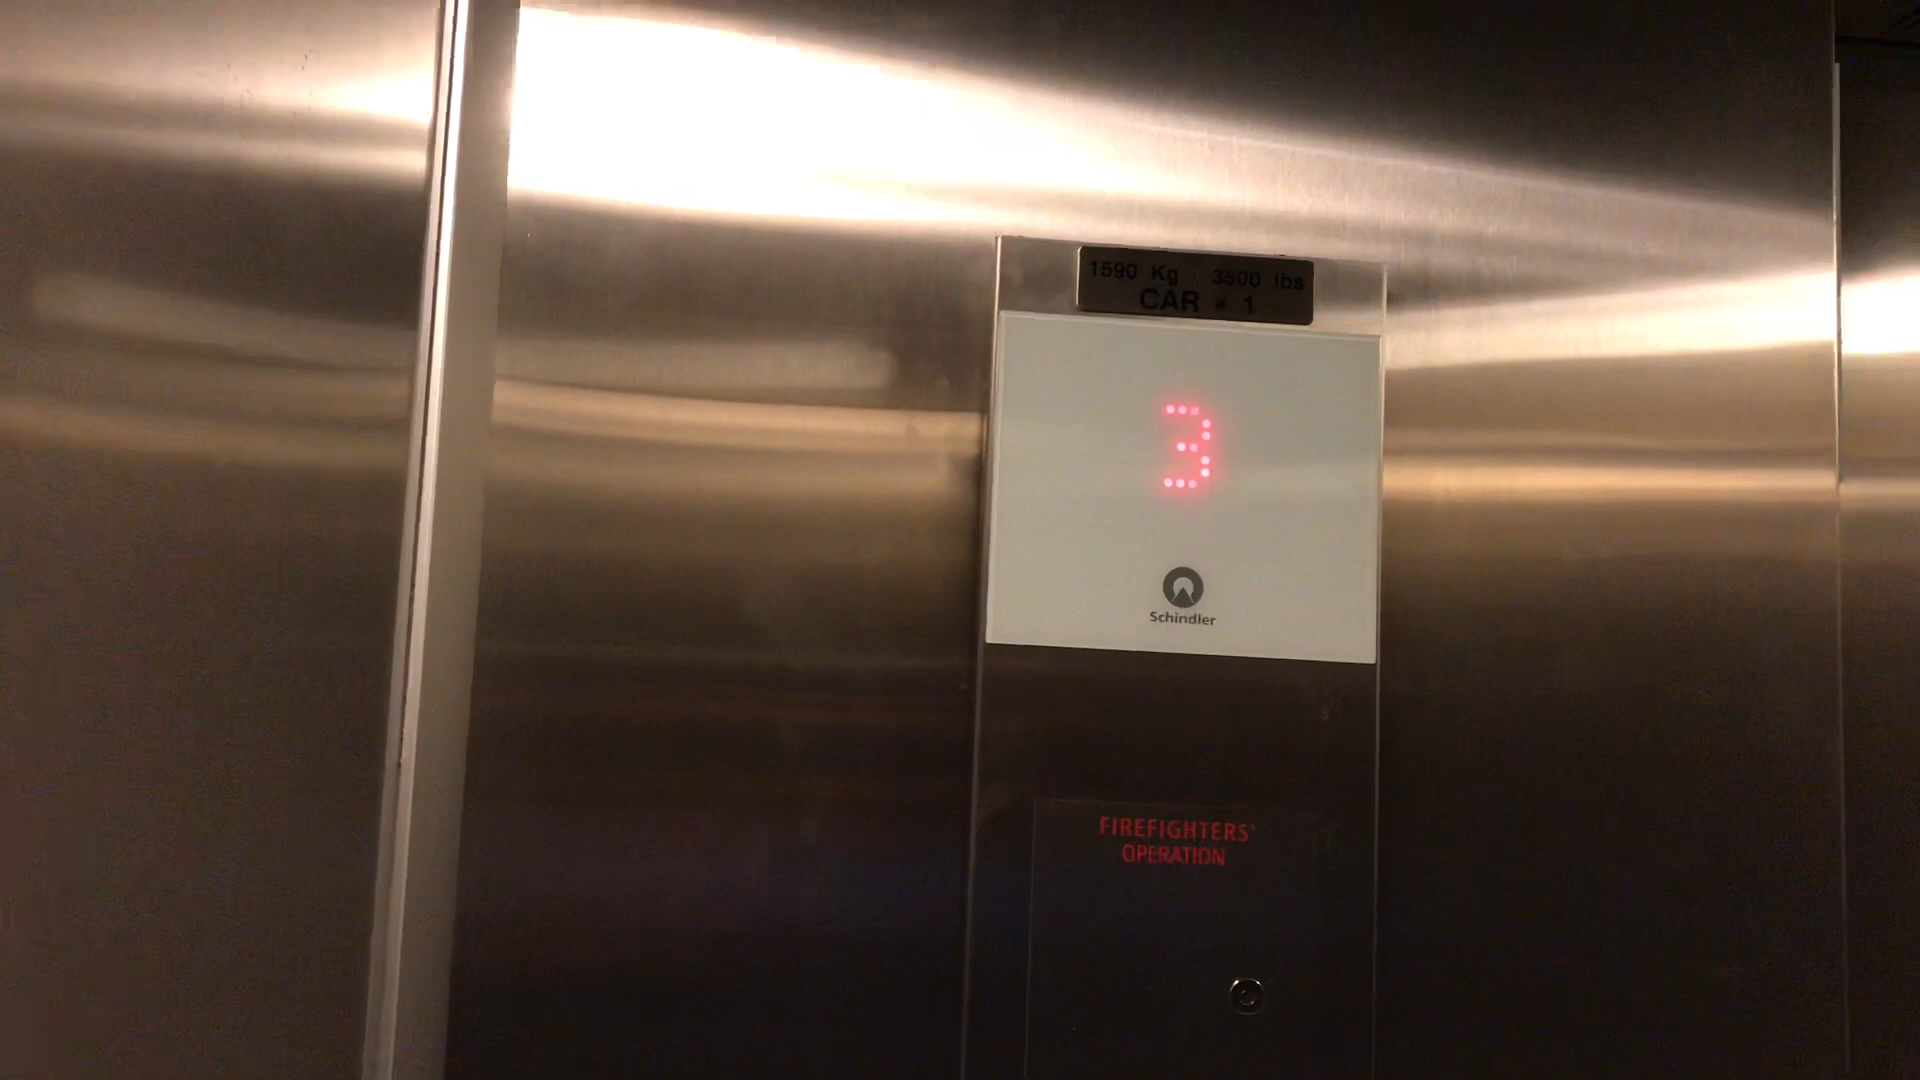 1590 Kg 3500 lbs
CAR # 1
3
Schindler
FIREFIGHTERS'
OPERATION